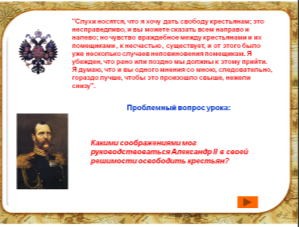 "Слухи носятся, что я хочу дать свободу крестьянам; это
несправедливо, и вы можете сказать всем направо и
налево; но чувство враждебное между крестьянами и их
помещиками, к несчастью, существует, и от этого было
уже несколько случаев неповиновения помещикам. Я
убежден, что рано или поздно мы должны к этому прийти.
Я думаю, что и вы одного мнения со мною, следовательно,
гораздо лучше, чтобы это произошло свыше, нежели
снизу".
Проблемный вопрос урока:
Какими соображениями мог
руководствоваться Александр II в своей
решимости освободить крестьян?